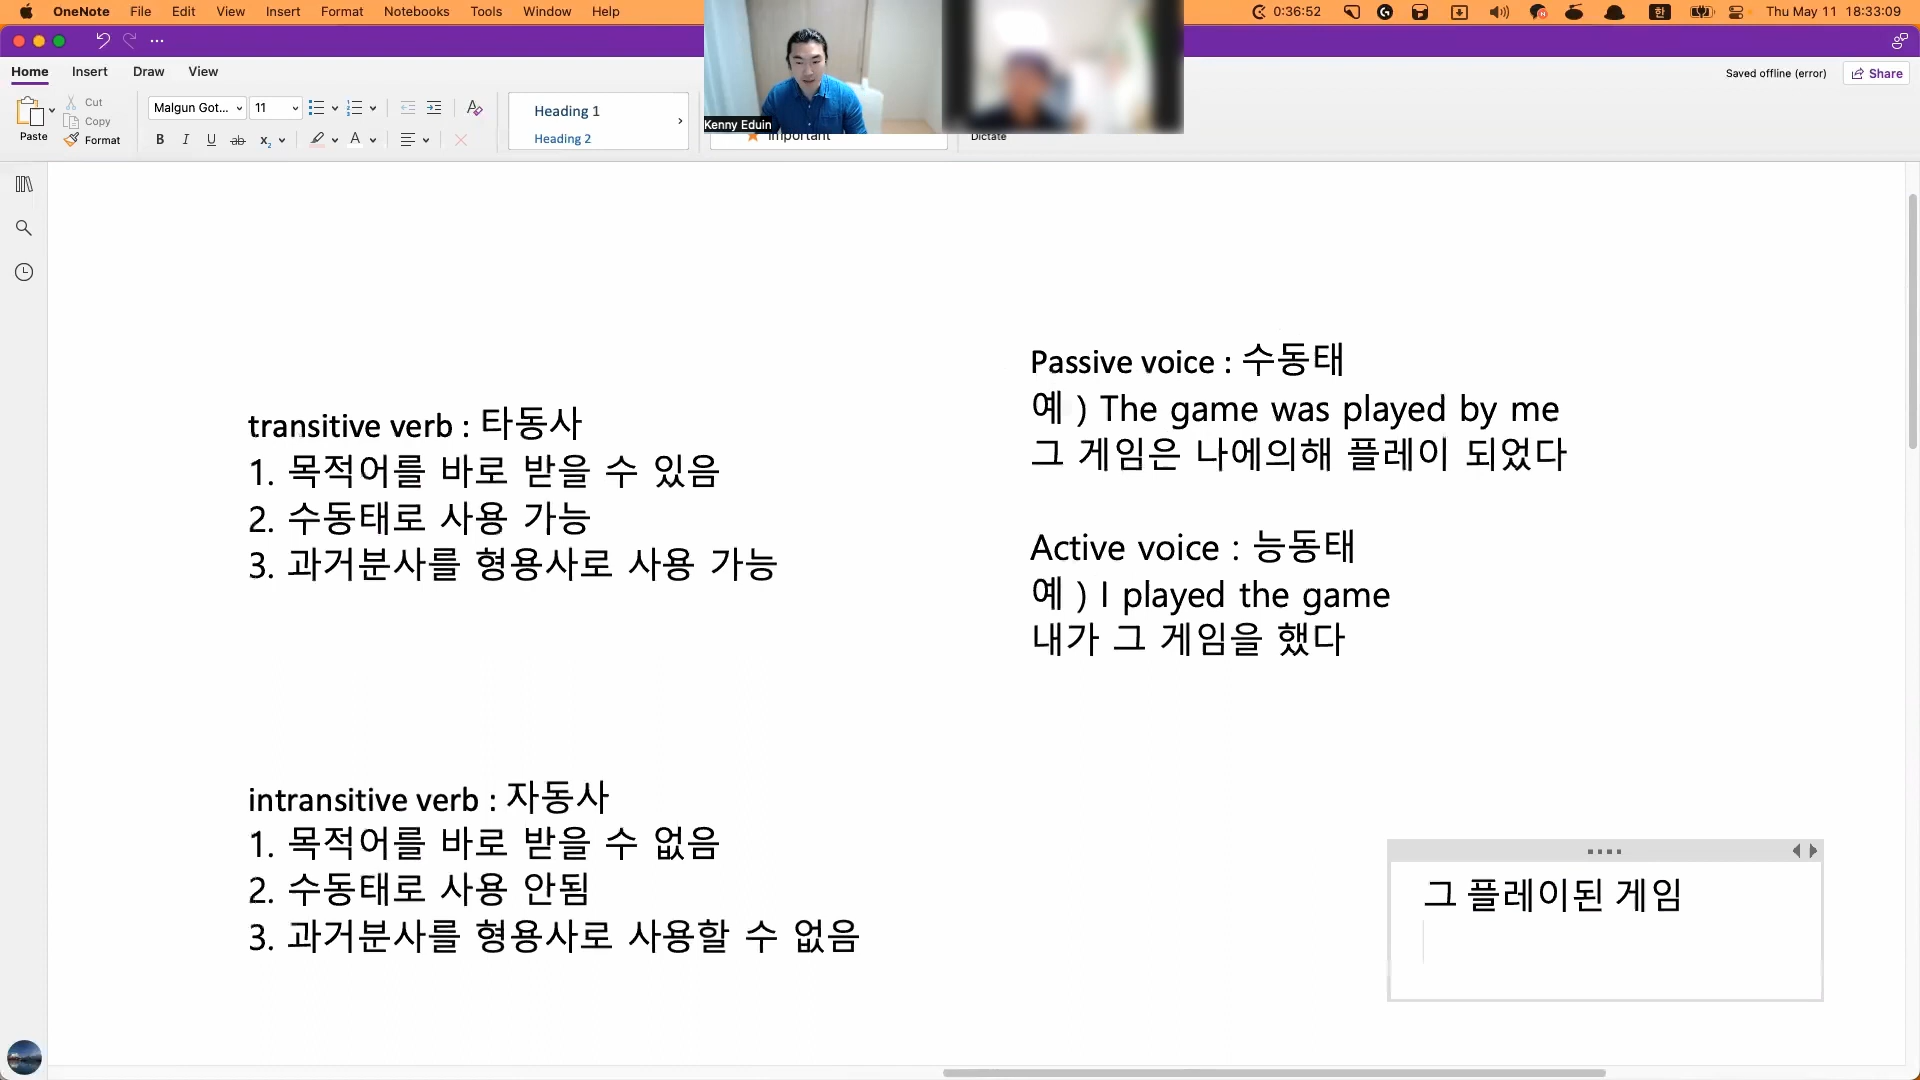 OneNote File Edit View Insert Format Notebooks Tools Window Help 0:36:52 한 Thu May 11 18:33:09
Home Insert Draw View
Saved offline (error) Share
Paste Cut Copy Format
Malgun Got... 11
B I U ab x₂ A
Heading 1
Heading 2
Kenny Eduin
Important
Dictate
transitive verb : 타동사
1. 목적어를 바로 받을 수 있음
2. 수동태로 사용 가능
3. 과거분사를 형용사로 사용 가능
intransitive verb : 자동사
1. 목적어를 바로 받을 수 없음
2. 수동태로 사용 안됨
3. 과거분사를 형용사로 사용할 수 없음
Passive voice : 수동태
예 ) The game was played by me
그 게임은 나에의해 플레이 되었다
Active voice : 능동태
예 ) I played the game
내가 그 게임을 했다
그 플레이된 게임